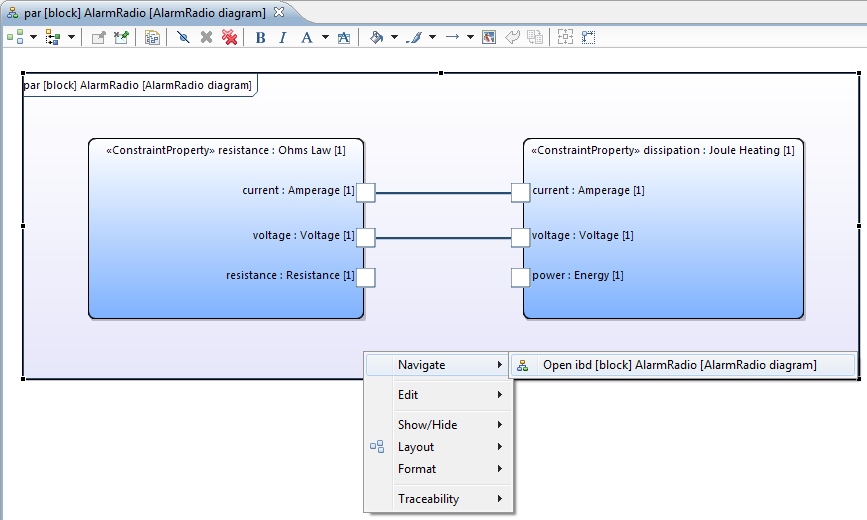 par [block] AlarmRadio [AlarmRadio diagram]
B I A A
par [block] AlarmRadio [AlarmRadio diagram]
«ConstraintProperty» resistance : Ohms Law [1]
current : Amperage [1]
voltage : Voltage [1]
resistance : Resistance [1]
«ConstraintProperty» dissipation : Joule Heating [1]
current : Amperage [1]
voltage : Voltage [1]
power : Energy [1]
Navigate
Open ibd [block] AlarmRadio [AlarmRadio diagram]
Edit
Show/Hide
Layout
Format
Traceability